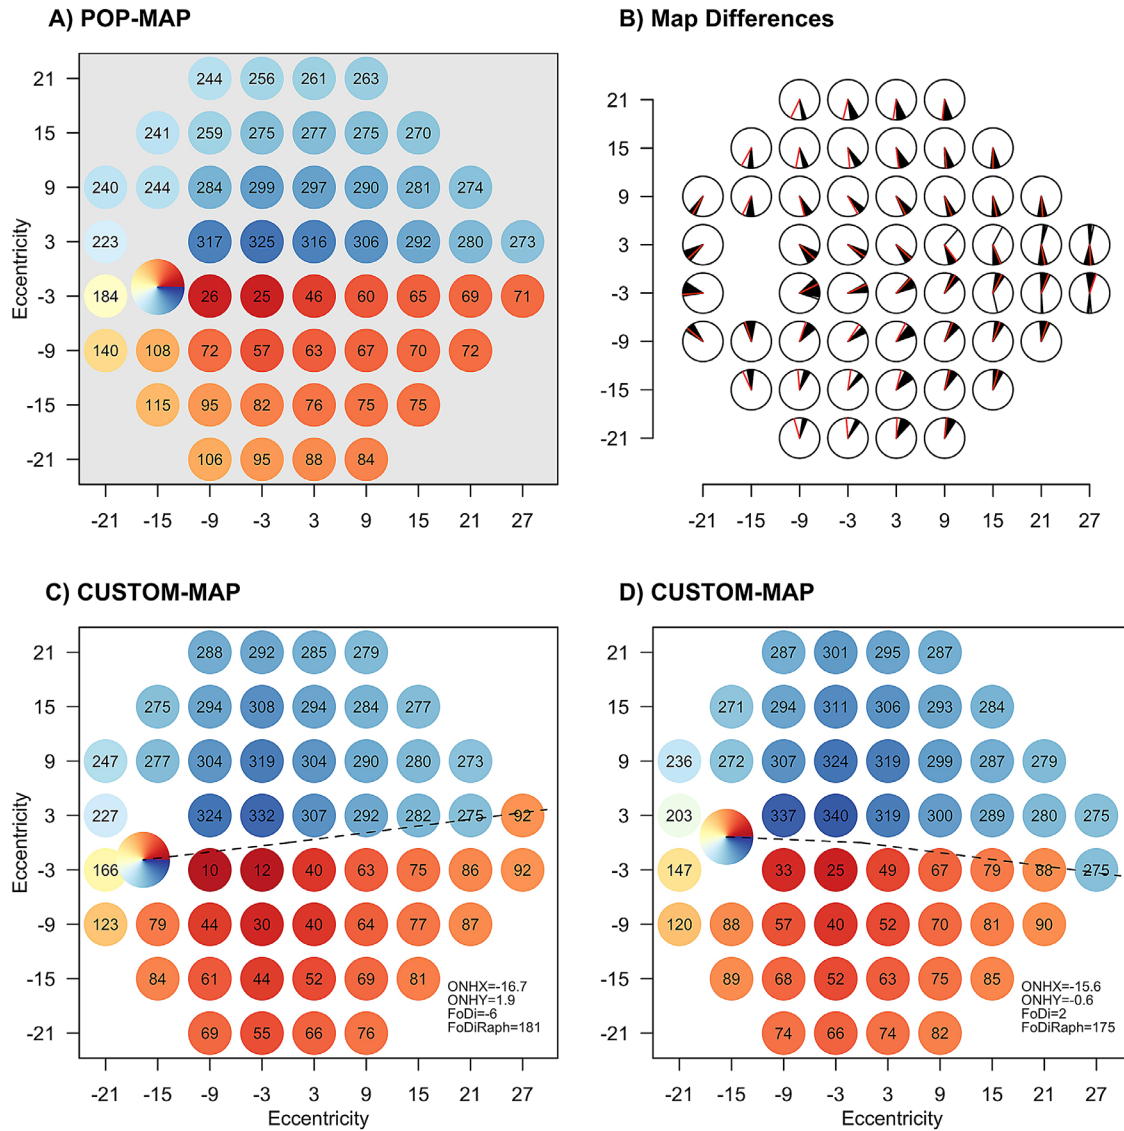 A) POP-MAP
B) Map Differences
21 244 256 261 263
15 241 259 275 277 275 270
9 240 244 284 299 297 290 281 274
3 223 317 325 316 306 292 280 273
-3 184 26 25 46 60 65 69 71
-9 140 108 72 57 63 67 70 72
-15 115 95 82 76 75 75
-21 106 95 88 84
Eccentricity
-21 -15 -9 -3 3 9 15 21 27
21
15
9
3
-3
-9
-15
-21
-21 -15 -9 -3 3 9 15 21 27
C) CUSTOM-MAP
D) CUSTOM-MAP
21 288 292 285 279
15 275 294 308 294 284 277
9 247 277 304 319 304 290 280 273
3 227 324 332 307 292 282 275 92
-3 166 10 12 40 63 75 86 92
-9 123 79 44 30 40 64 77 87
-15 84 61 44 52 69 81
-21 69 55 66 76
ONHX=-16.7
ONHY=1.9
FoDi=-6
FoDiRaph=181
Eccentricity
-21 -15 -9 -3 3 9 15 21 27
Eccentricity
21 287 301 295 287
15 271 294 311 306 293 284
9 236 272 307 324 319 299 287 279
3 203 337 340 319 300 289 280 275
-3 147 33 25 49 67 79 88 275
-9 120 88 57 40 52 70 81 90
-15 89 68 52 63 75 85
-21 74 66 74 82
ONHX=-15.6
ONHY=-0.6
FoDi=2
FoDiRaph=175
-21 -15 -9 -3 3 9 15 21 27
Eccentricity